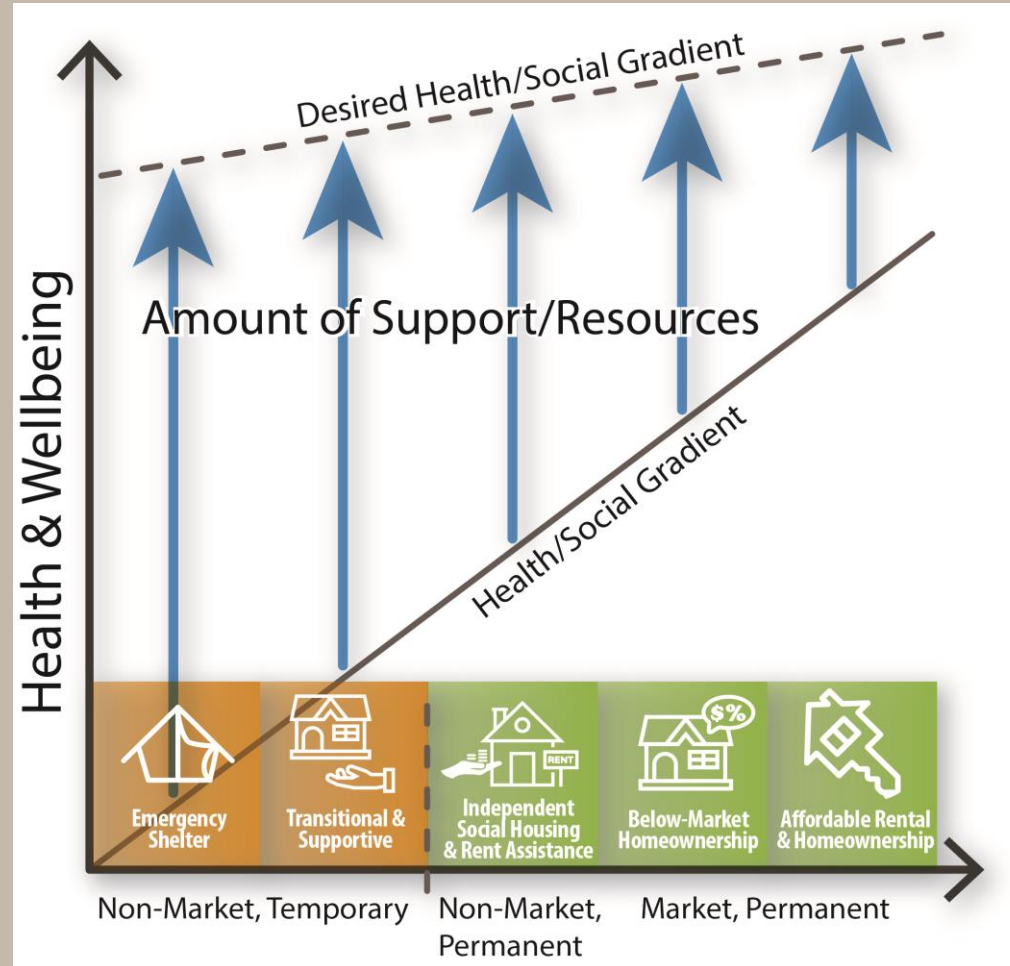 Desired Health/Social Gradient
Health & Wellbeing
Amount of Support/Resources
Health/Social Gradient
$%
RENT
Emergency
Shelter
Transitional &
Supportive
Independent
Social Housing
& Rent Assistance
Below-Market
Homeownership
Affordable Rental
& Homeownership
Non-Market, Temporary
Non-Market,
Permanent
Market, Permanent